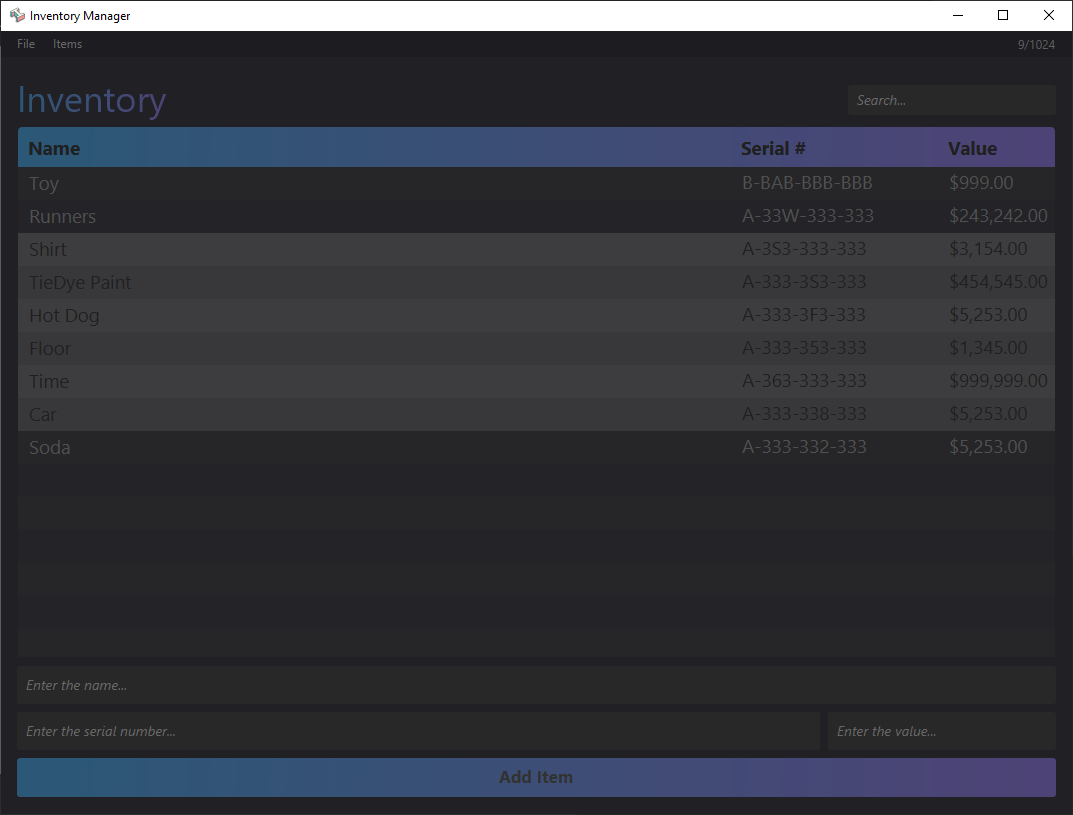 Inventory Manager
File Items 9/1024
Inventory Search...
Name Serial # Value
Toy B-BAB-BBB-BBB $999.00
Runners A-33W-333-333 $243,242.00
Shirt A-3S3-333-333 $3,154.00
TieDye Paint A-333-3S3-333 $454,545.00
Hot Dog A-333-3F3-333 $5,253.00
Floor A-333-353-333 $1,345.00
Time A-363-333-333 $999,999.00
Car A-333-338-333 $5,253.00
Soda A-333-332-333 $5,253.00
Enter the name...
Enter the serial number... Enter the value...
Add Item